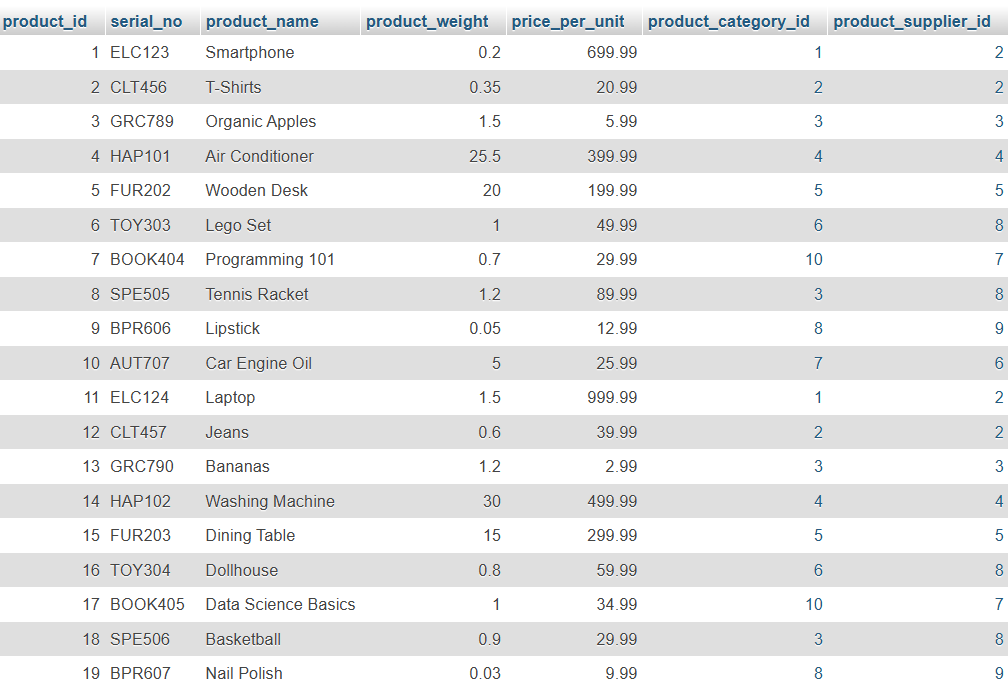 product_id serial_no product_name product_weight price_per_unit product_category_id product_supplier_id
1 ELC123 Smartphone 0.2 699.99 1 2
2 CLT456 T-Shirts 0.35 20.99 2 2
3 GRC789 Organic Apples 1.5 5.99 3 3
4 HAP101 Air Conditioner 25.5 399.99 4 4
5 FUR202 Wooden Desk 20 199.99 5 5
6 TOY303 Lego Set 1 49.99 6 8
7 BOOK404 Programming 101 0.7 29.99 10 7
8 SPE505 Tennis Racket 1.2 89.99 3 8
9 BPR606 Lipstick 0.05 12.99 8 9
10 AUT707 Car Engine Oil 5 25.99 7 6
11 ELC124 Laptop 1.5 999.99 1 2
12 CLT457 Jeans 0.6 39.99 2 2
13 GRC790 Bananas 1.2 2.99 3 3
14 HAP102 Washing Machine 30 499.99 4 4
15 FUR203 Dining Table 15 299.99 5 5
16 TOY304 Dollhouse 0.8 59.99 6 8
17 BOOK405 Data Science Basics 1 34.99 10 7
18 SPE506 Basketball 0.9 29.99 3 8
19 BPR607 Nail Polish 0.03 9.99 8 9